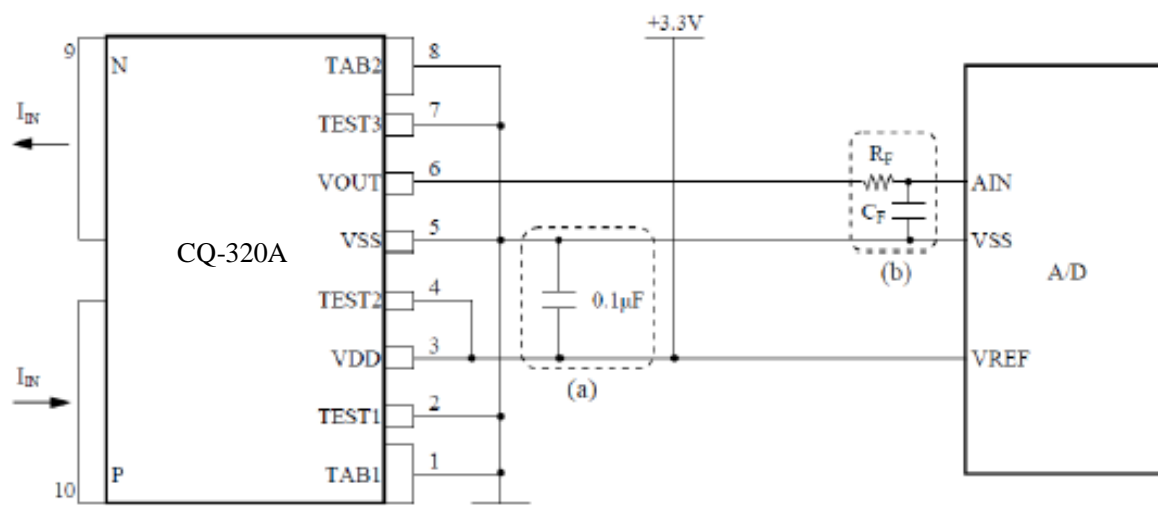 +3.3V
9
N
TAB2
8
I_IN
TEST3
7
VOUT
6
R_F
AIN
C_F
VSS
5
VSS
CQ-320A
(b)
A/D
TEST2
4
0.1μF
VDD
3
VREF
I_IN
(a)
TEST1
2
P
TAB1
1
10